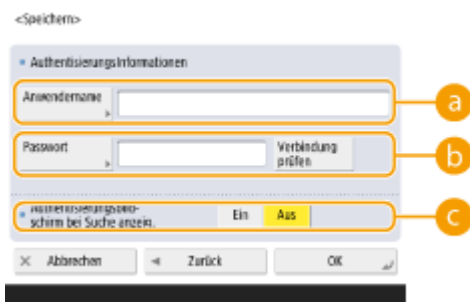 <Speichern>
Authentisierungsinformationen
Anwendername
a
Passwort
Verbindung
prüfen
b
Authentisierungsbild-
schirm bei Suche anzeig.
Ein
Aus
c
Abbrechen
Zurück
OK